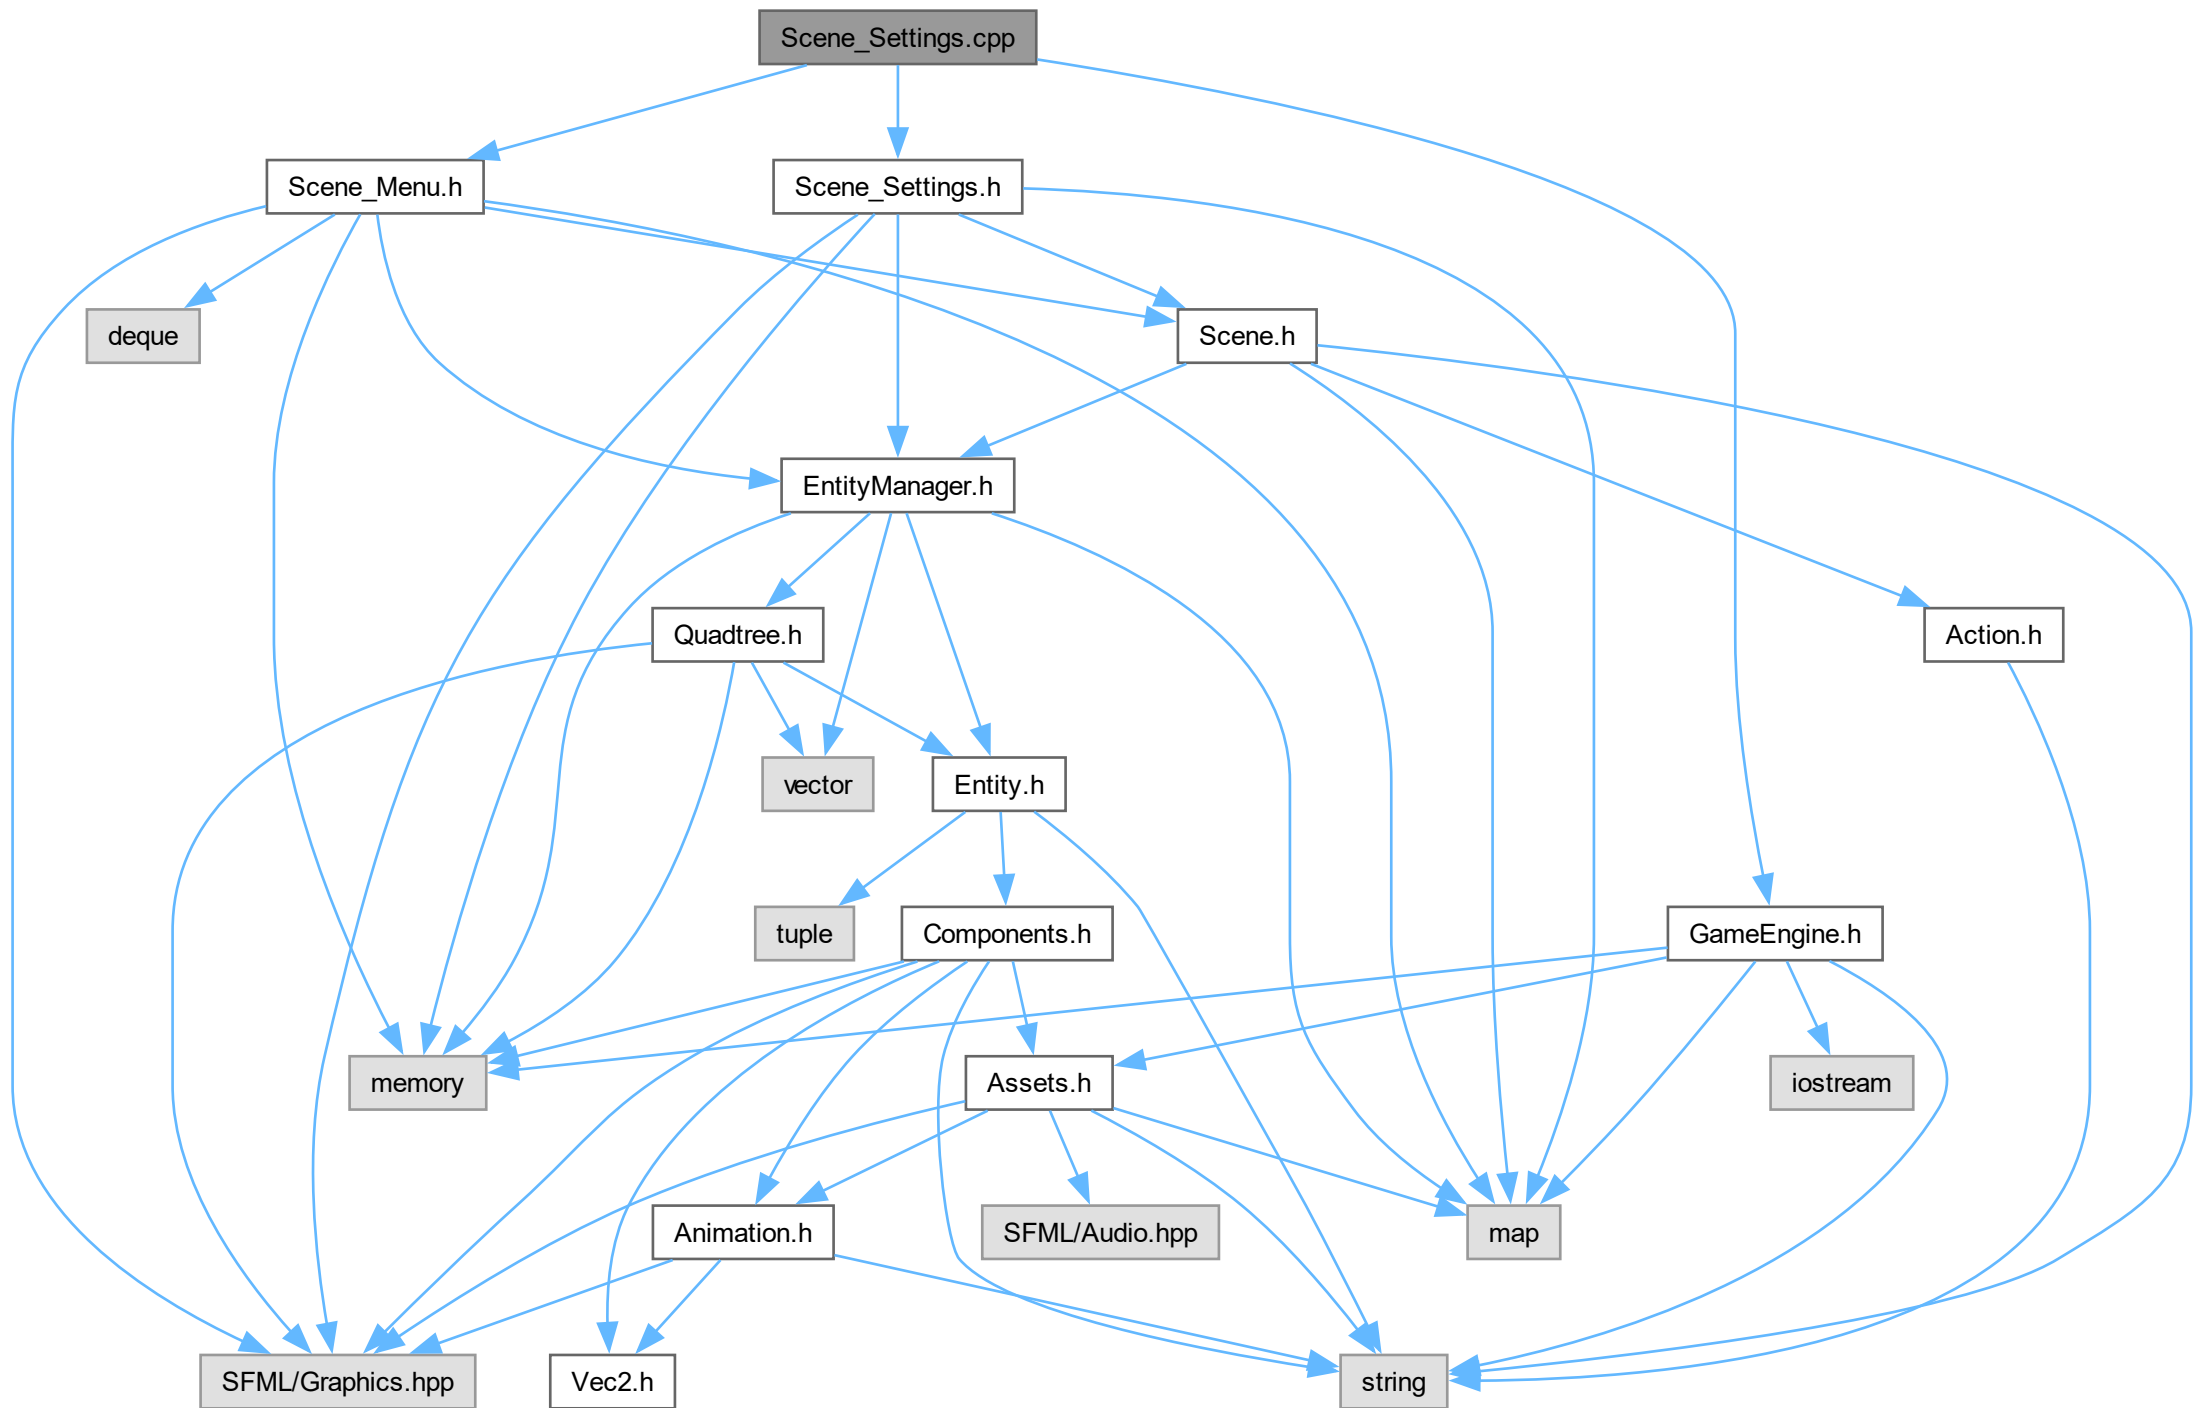 Scene_Settings.cpp
Scene_Menu.h
Scene_Settings.h
deque
Scene.h
EntityManager.h
Quadtree.h
Action.h
vector
Entity.h
tuple
Components.h
GameEngine.h
memory
Assets.h
iostream
Animation.h
SFML/Audio.hpp
map
SFML/Graphics.hpp
Vec2.h
string